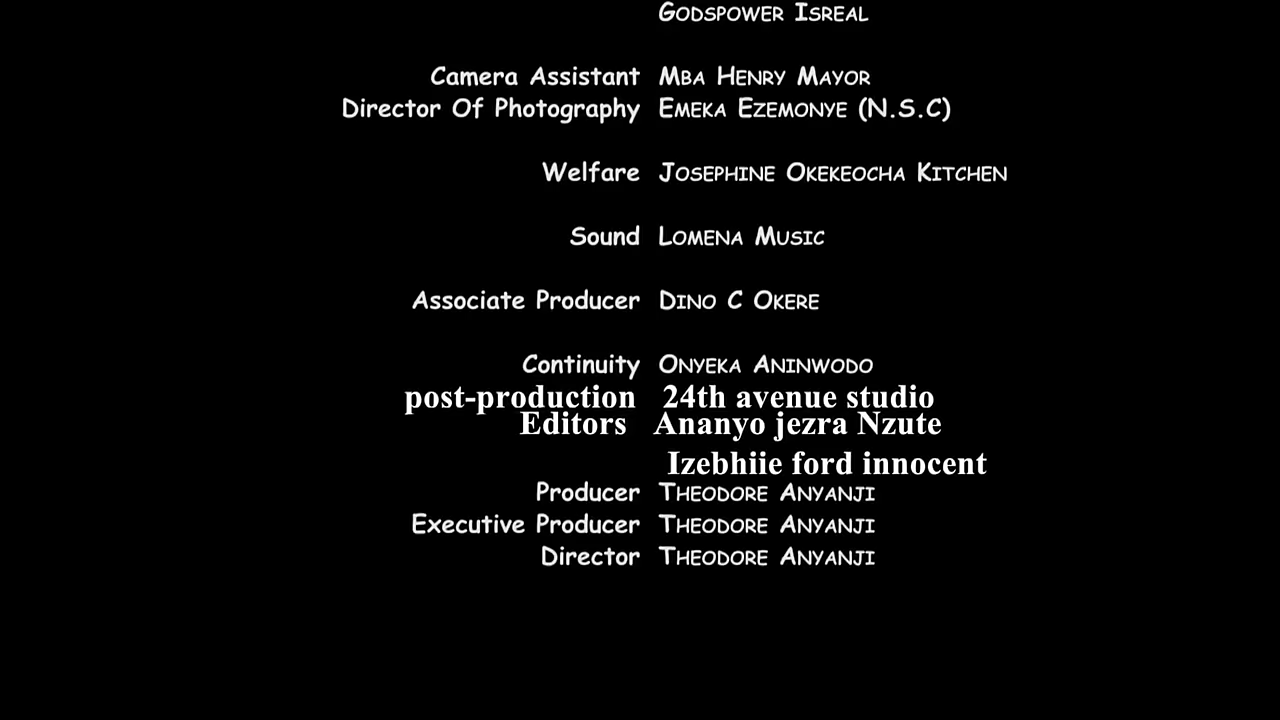 Godspower Isreal
Camera Assistant Mba Henry Mayor
Director Of Photography Emeka Ezemonye (N.S.C)
Welfare Josephine Okekeocha Kitchen
Sound Lomena Music
Associate Producer Dino C Okere
Continuity Onyeka Aninwodo
post-production 24th avenue studio
Editors Ananyo jezra Nzute
Izebhiie ford innocent
Producer Theodore Anyanji
Executive Producer Theodore Anyanji
Director Theodore Anyanji